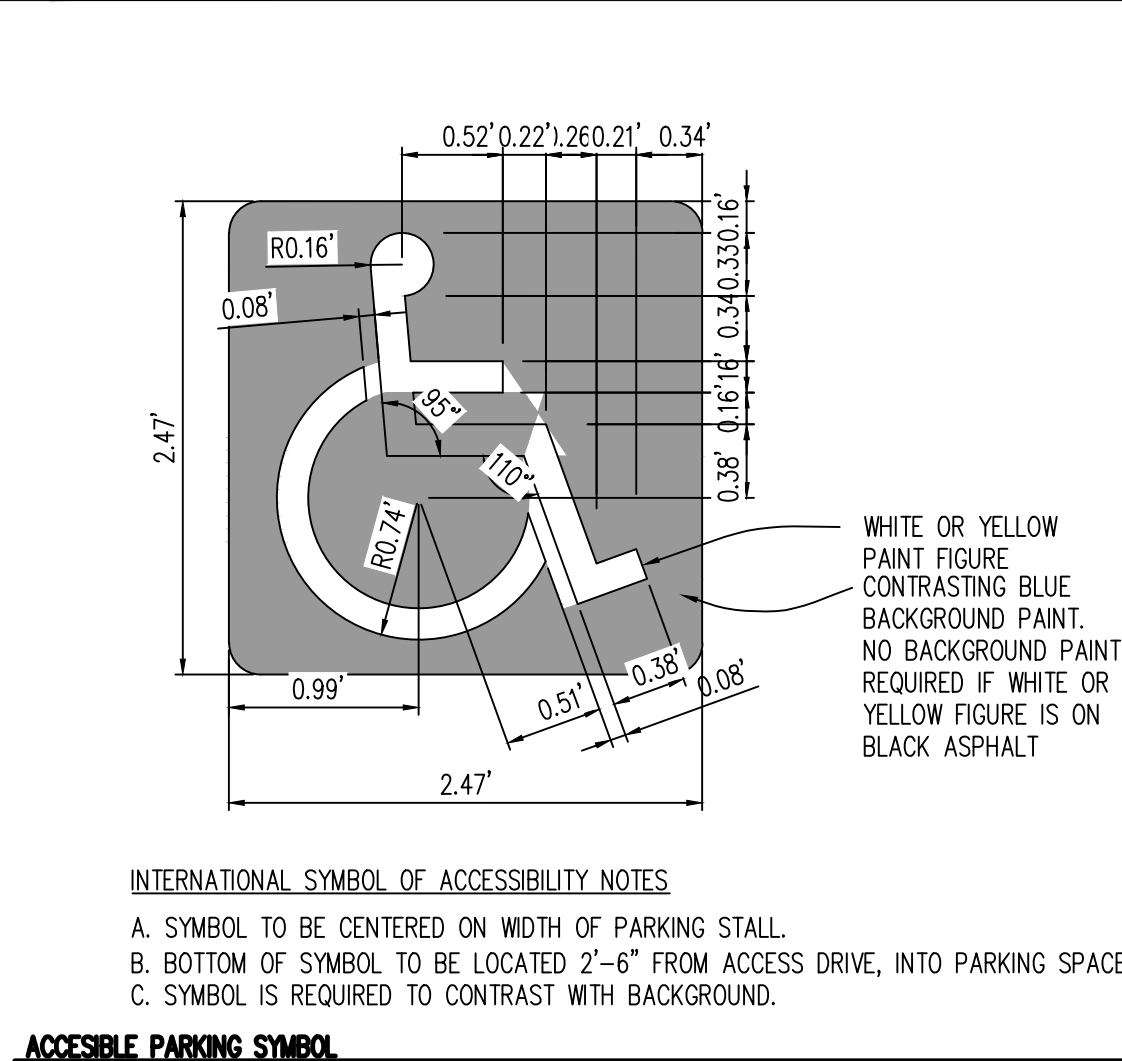 0.52' 0.22' 0.26 0.21' 0.34'
0.16'
0.33
0.34
0.16'
0.16'
0.38'
R0.16'
0.08'
2.47'
95°
110°
R0.74'
WHITE OR YELLOW
PAINT FIGURE
CONTRASTING BLUE
BACKGROUND PAINT.
NO BACKGROUND PAINT
REQUIRED IF WHITE OR
YELLOW FIGURE IS ON
BLACK ASPHALT
0.99'
0.51'
0.38'
0.08'
2.47'
INTERNATIONAL SYMBOL OF ACCESSIBILITY NOTES
A. SYMBOL TO BE CENTERED ON WIDTH OF PARKING STALL.
B. BOTTOM OF SYMBOL TO BE LOCATED 2'-6" FROM ACCESS DRIVE, INTO PARKING SPACE
C. SYMBOL IS REQUIRED TO CONTRAST WITH BACKGROUND.
ACCESIBLE PARKING SYMBOL